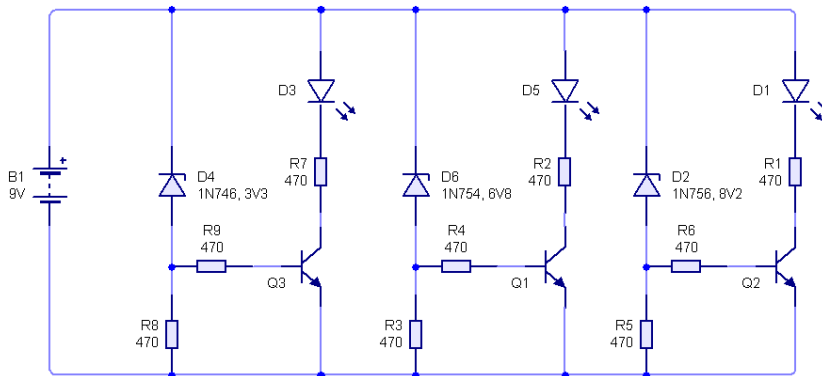 B1
9V
+
D4
1N746, 3V3
R9
470
R8
470
D3
R7
470
Q3
D6
1N754, 6V8
R4
470
R3
470
D5
R2
470
Q1
D2
1N756, 8V2
R6
470
R5
470
D1
R1
470
Q2